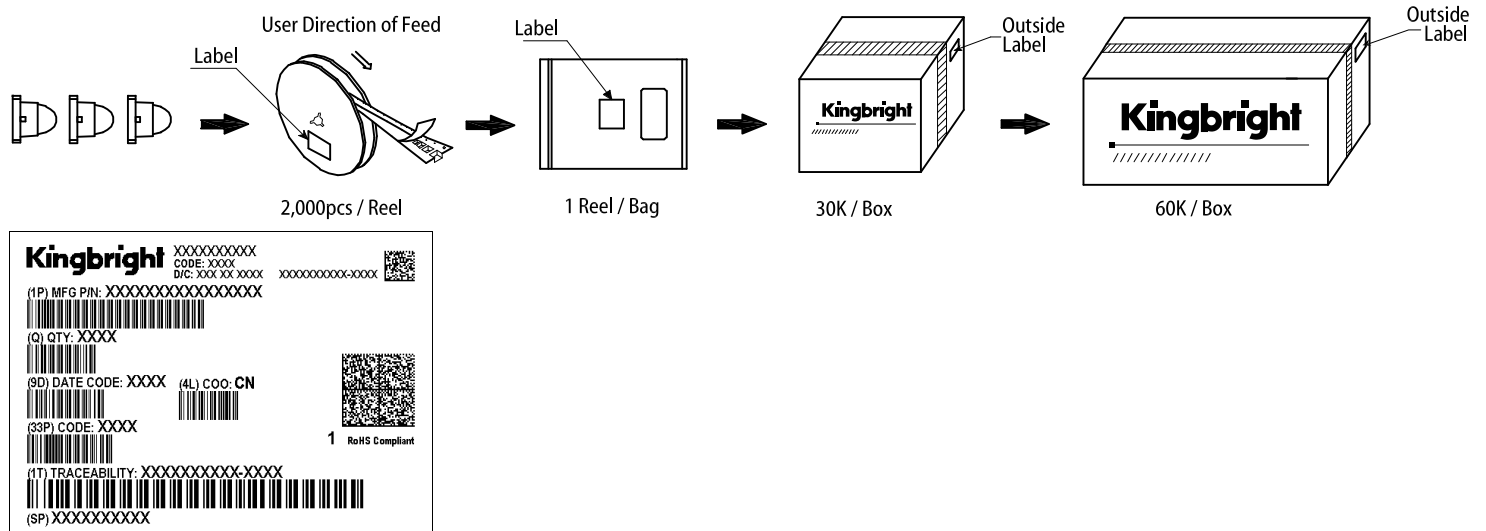 User Direction of Feed
Label
Label
Outside
Label
Outside
Label
Kingbright
Kingbright
2,000pcs / Reel
1 Reel / Bag
30K / Box
60K / Box
Kingbright
XXXXXXXXXX
CODE: XXXX
D/C: XXX XX XXXX
XXXXXXXXXX-XXXX
(1P) MFG P/N: XXXXXXXXXXXXXXXX
(Q) QTY: XXXX
(9D) DATE CODE: XXXX
(4L) COO: CN
(33P) CODE: XXXX
1
RoHS Compliant
(1T) TRACEABILITY: XXXXXXXXXX-XXXX
(SP) XXXXXXXXXX